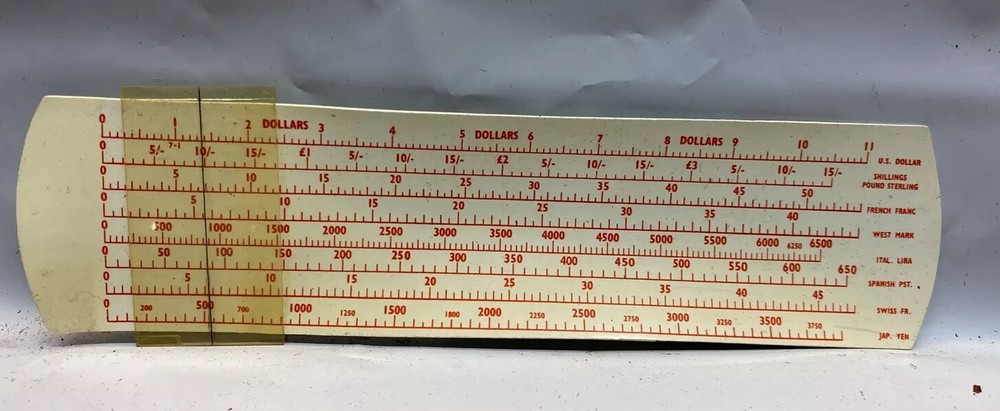 0 1 2 DOLLARS 3 4 5 DOLLARS 6 7 8 DOLLARS 9 10 11 U.S. DOLLAR
0 5/- 7-1 10/- 15/- £1 5/- 10/- 15/- £2 5/- 10/- 15/- £3 5/- 10/- 15/- SHILLINGS
POUND STERLING
0 5 10 15 20 25 30 35 40 45 50 FRENCH FRANC
0 5 10 15 20 25 30 35 40 WEST MARK
0 500 1000 1500 2000 2500 3000 3500 4000 4500 5000 5500 6000 6250 6500 ITAL. LIRA
0 50 100 150 200 250 300 350 400 450 500 550 600 650 SPANISH PST.
0 5 10 15 20 25 30 35 40 45 SWISS FR.
0 200 500 700 1000 1250 1500 1800 2000 2250 2500 2750 3000 3250 3500 3750 JAP. YEN